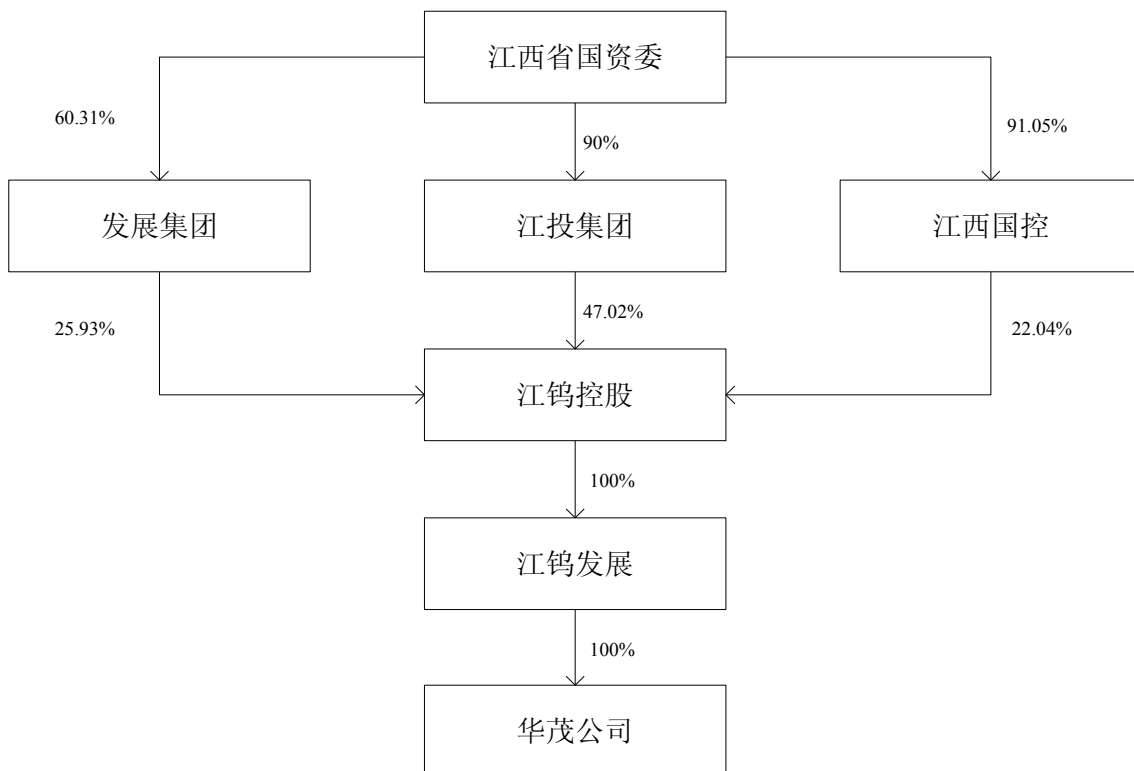 江西省国资委
60.31%
90%
91.05%
发展集团
江投集团
江西国控
25.93%
47.02%
22.04%
江钨控股
100%
江钨发展
100%
华茂公司